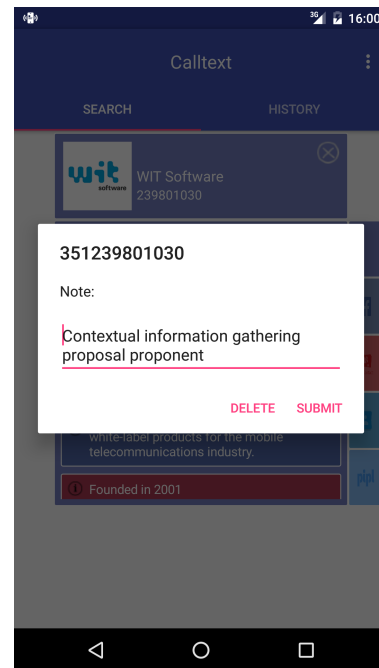 3G 16:00
Calltext
SEARCH HISTORY
wit
software
WIT Software
239801030
351239801030
Note:
Contextual information gathering
proposal proponent
DELETE SUBMIT
white-label products for the mobile
telecommunications industry.
Founded in 2001
pipl